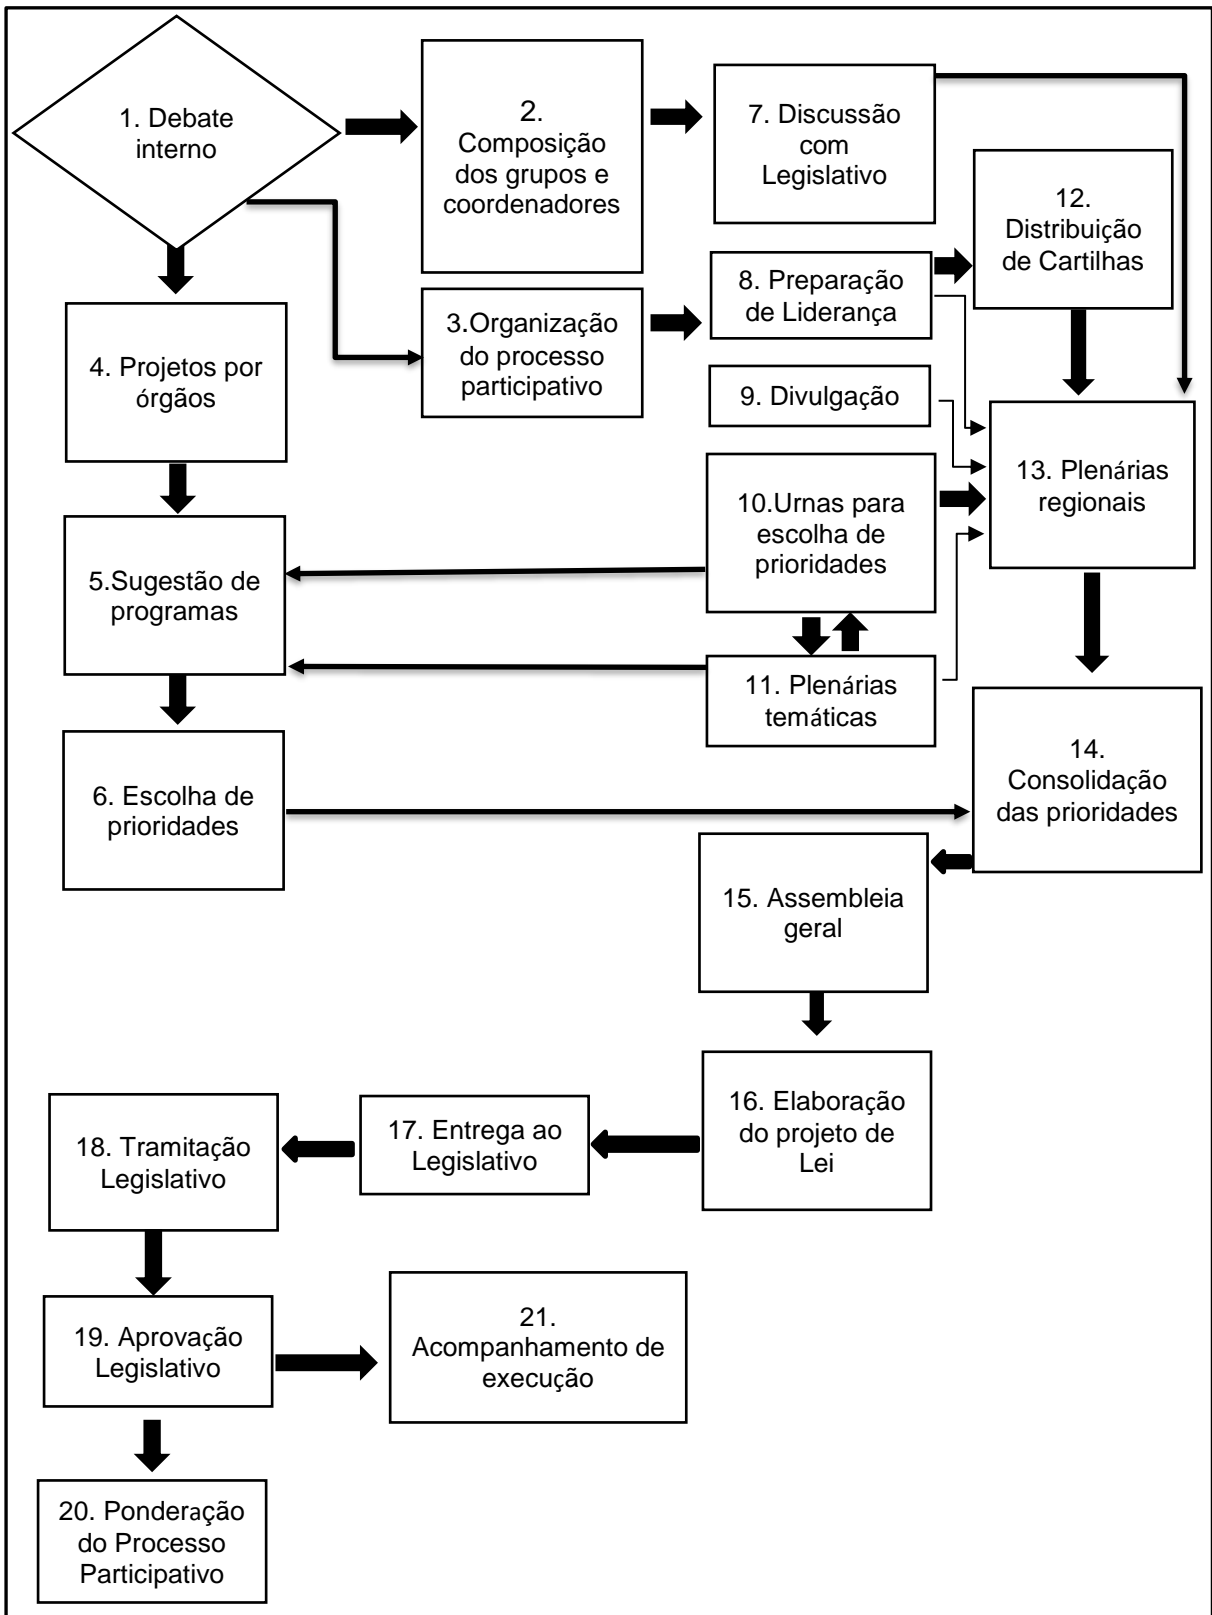 1. Debate
interno
2.
Composição
dos grupos e
coordenadores
3.Organização
do processo
participativo
4. Projetos por
órgãos
5.Sugestão de
programas
6. Escolha de
prioridades
7. Discussão
com
Legislativo
8. Preparação
de Liderança
9. Divulgação
10.Urnas para
escolha de
prioridades
11. Plenárias
temáticas
12.
Distribuição
de Cartilhas
13. Plenárias
regionais
14.
Consolidação
das prioridades
15. Assembleia
geral
16. Elaboração
do projeto de
Lei
17. Entrega ao
Legislativo
18. Tramitação
Legislativo
19. Aprovação
Legislativo
20. Ponderação
do Processo
Participativo
21.
Acompanhamento de
execução